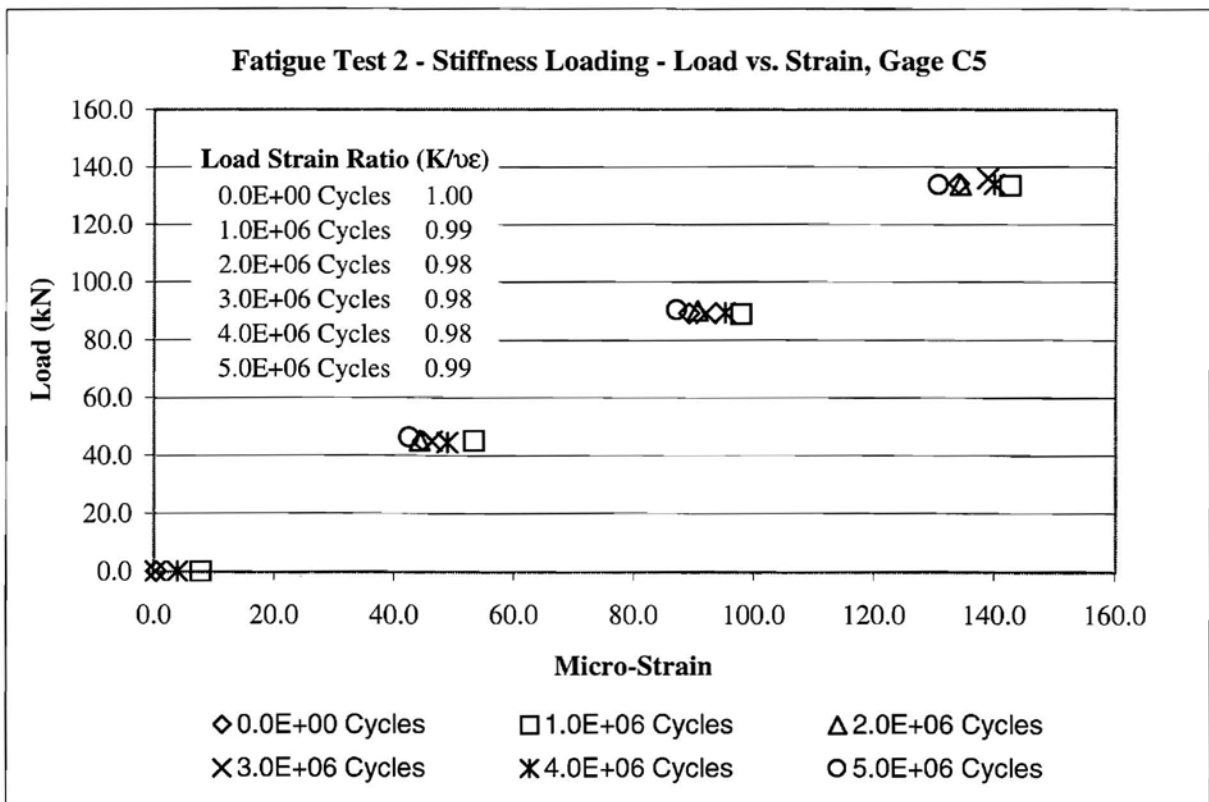 Fatigue Test 2 - Stiffness Loading - Load vs. Strain, Gage C5
160.0
140.0
120.0
100.0
80.0
60.0
40.0
20.0
0.0
Load (kN)
Load Strain Ratio (K/υε)
0.0E+00 Cycles 1.00
1.0E+06 Cycles 0.99
2.0E+06 Cycles 0.98
3.0E+06 Cycles 0.98
4.0E+06 Cycles 0.98
5.0E+06 Cycles 0.99
0.0 20.0 40.0 60.0 80.0 100.0 120.0 140.0 160.0
Micro-Strain
0.0E+00 Cycles 1.0E+06 Cycles 2.0E+06 Cycles
3.0E+06 Cycles 4.0E+06 Cycles 5.0E+06 Cycles